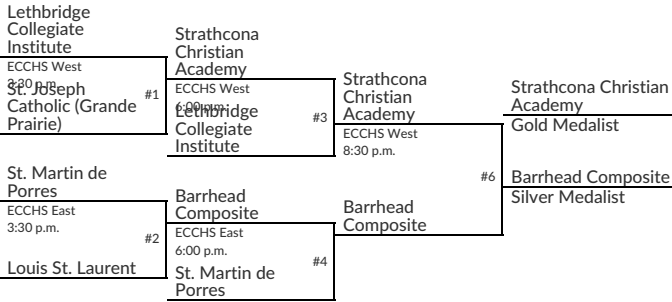 Lethbridge
Collegiate
Institute
ECCHS West
3:30 p.m.
St. Joseph
Catholic (Grande
Prairie)
#1
St. Martin de
Porres
ECCHS East
3:30 p.m.
#2
Louis St. Laurent
Strathcona
Christian
Academy
ECCHS West
6:00 p.m.
Lethbridge
Collegiate
Institute
#3
Barrhead
Composite
ECCHS East
6:00 p.m.
#4
St. Martin de
Porres
Strathcona
Christian
Academy
ECCHS West
8:30 p.m.
#6
Barrhead
Composite
Strathcona Christian
Academy
Gold Medalist
Barrhead Composite
Silver Medalist